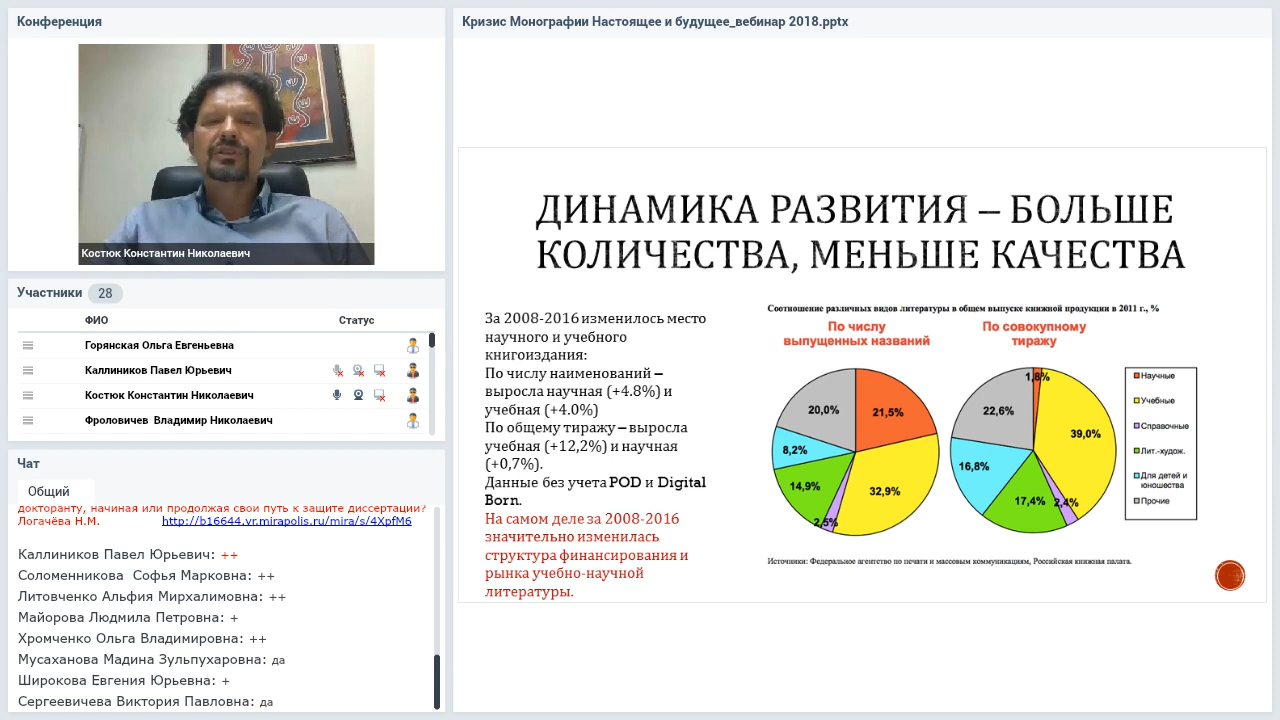 Конференция
Костюк Константин Николаевич
Участники 28
ФИО Статус
Горянская Ольга Евгеньевна
Каллиников Павел Юрьевич
Костюк Константин Николаевич
Фролович Владимир Николаевич
Чат
Общий
докторанту, начиная или продолжая свои путь к защите диссертации?
Логачёва Н.М. http://b16644.vr.mirapolis.ru/mira/s/4XpfM6
Каллиников Павел Юрьевич: ++
Соломенникова Софья Марковна: ++
Литовченко Альфия Мирхалимовна: ++
Майорова Людмила Петровна: +
Хромченко Ольга Владимировна: ++
Мусаханова Мадина Зульпухаровна: да
Широкова Евгения Юрьевна: +
Сергеевичева Виктория Павловна: да
Кризис Монографии Настоящее и будущее_вебинар 2018.pptx
ДИНАМИКА РАЗВИТИЯ – БОЛЬШЕ
КОЛИЧЕСТВА, МЕНЬШЕ КАЧЕСТВА
За 2008-2016 изменилось место
научного и учебного
книгоиздания:
По числу наименований –
выросла научная (+4.8%) и
учебная (+4.0%)
По общему тиражу – выросла
учебная (+12,2%) и научная
(+0,7%).
Данные без учета POD и Digital
Born.
На самом деле за 2008-2016
значительно изменилась
структура финансирования и
рынка учебно-научной
литературы.
Соотношение различных видов литературы в общем выпуске книжной продукции в 2011 г., %
По числу
выпущенных названий
21,5%
32,9%
2,5%
14,9%
8,2%
20,0%
По совокупному
тиражу
1,8%
39,0%
2,4%
17,4%
16,8%
22,6%
Научные
Учебные
Справочные
Лит.-худож.
Для детей и
юношества
Прочие
Источники: Федеральное агентство по печати и массовым коммуникациям, Российская книжная палата.